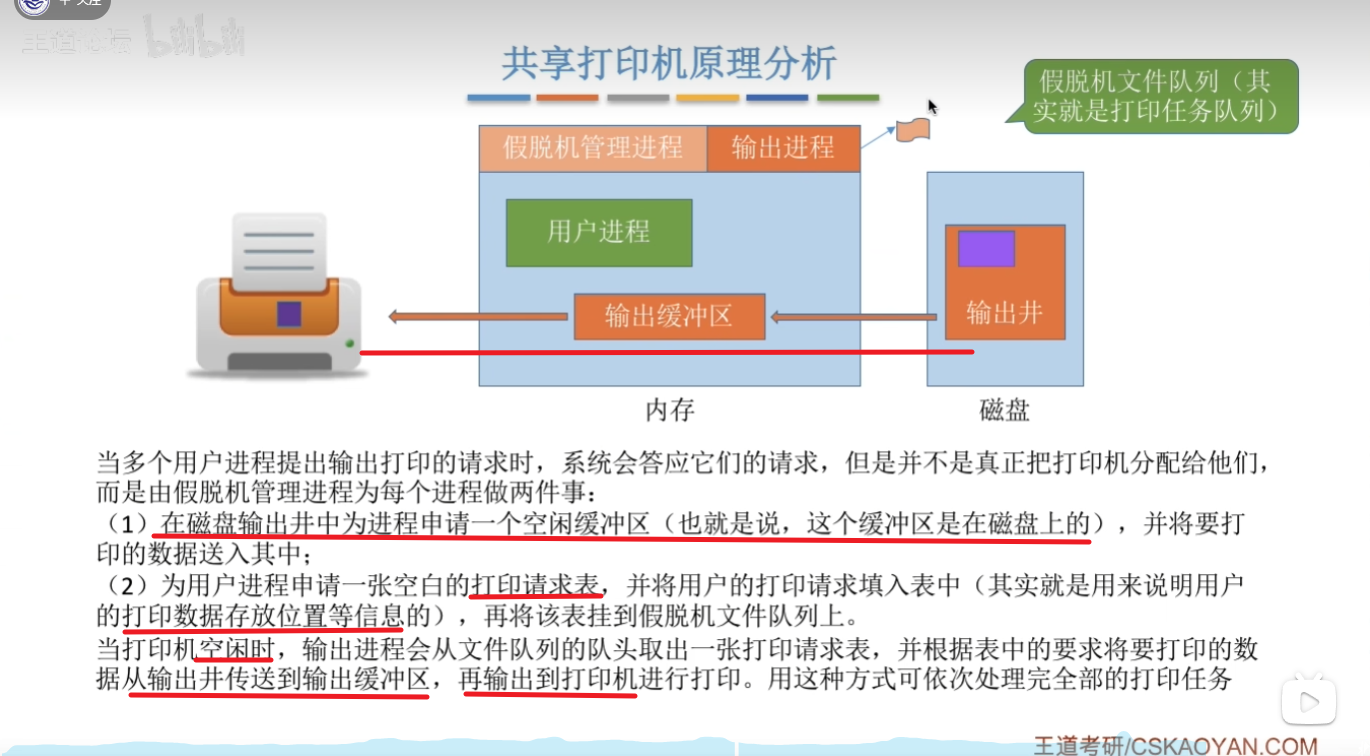 王道论坛 bilibili
共享打印机原理分析
假脱机文件队列（其
实就是打印任务队列）
假脱机管理进程 输出进程
用户进程
输出缓冲区
输出井
内存
磁盘
当多个用户进程提出输出打印的请求时，系统会答应它们的请求，但是并不是真正把打印机分配给他们，
而是由假脱机管理进程为每个进程做两件事：
（1）在磁盘输出井中为进程申请一个空闲缓冲区（也就是说，这个缓冲区是在磁盘上的），并将要打
印的数据送入其中；
（2）为用户进程申请一张空白的打印请求表，并将用户的打印请求填入表中（其实就是用来说明用户
的打印数据存放位置等信息的），再将该表挂到假脱机文件队列上。
当打印机空闲时，输出进程会从文件队列的队头取出一张打印请求表，并根据表中的要求将要打印的数
据从输出井传送到输出缓冲区，再输出到打印机进行打印。用这种方式可依次处理完全部的打印任务
王道考研/CSKAOYAN.COM